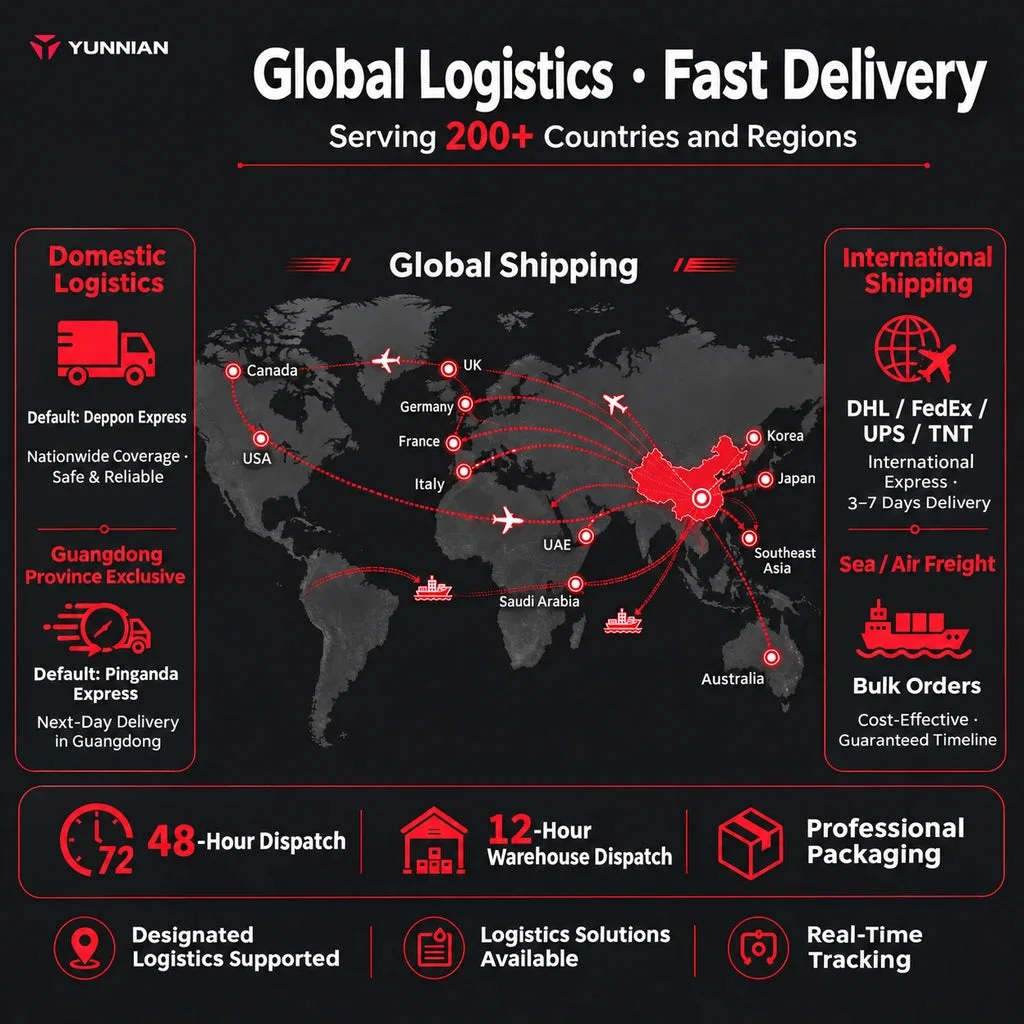 YUNNIAN
Global Logistics · Fast Delivery
Serving 200+ Countries and Regions
Domestic
Logistics
Default: Deppon Express
Nationwide Coverage ·
Safe & Reliable
Guangdong
Province Exclusive
Default: Pinganda
Express
Next-Day Delivery
in Guangdong
Global Shipping
Canada
UK
Germany
France
Italy
USA
Korea
Japan
UAE
Southeast
Asia
Saudi Arabia
Australia
International
Shipping
DHL / FedEx /
UPS / TNT
International
Express ·
3–7 Days Delivery
Sea / Air Freight
Bulk Orders
Cost-Effective ·
Guaranteed Timeline
72
48-Hour Dispatch
12-Hour
Warehouse Dispatch
Professional
Packaging
Designated
Logistics Supported
Logistics Solutions
Available
Real-Time
Tracking